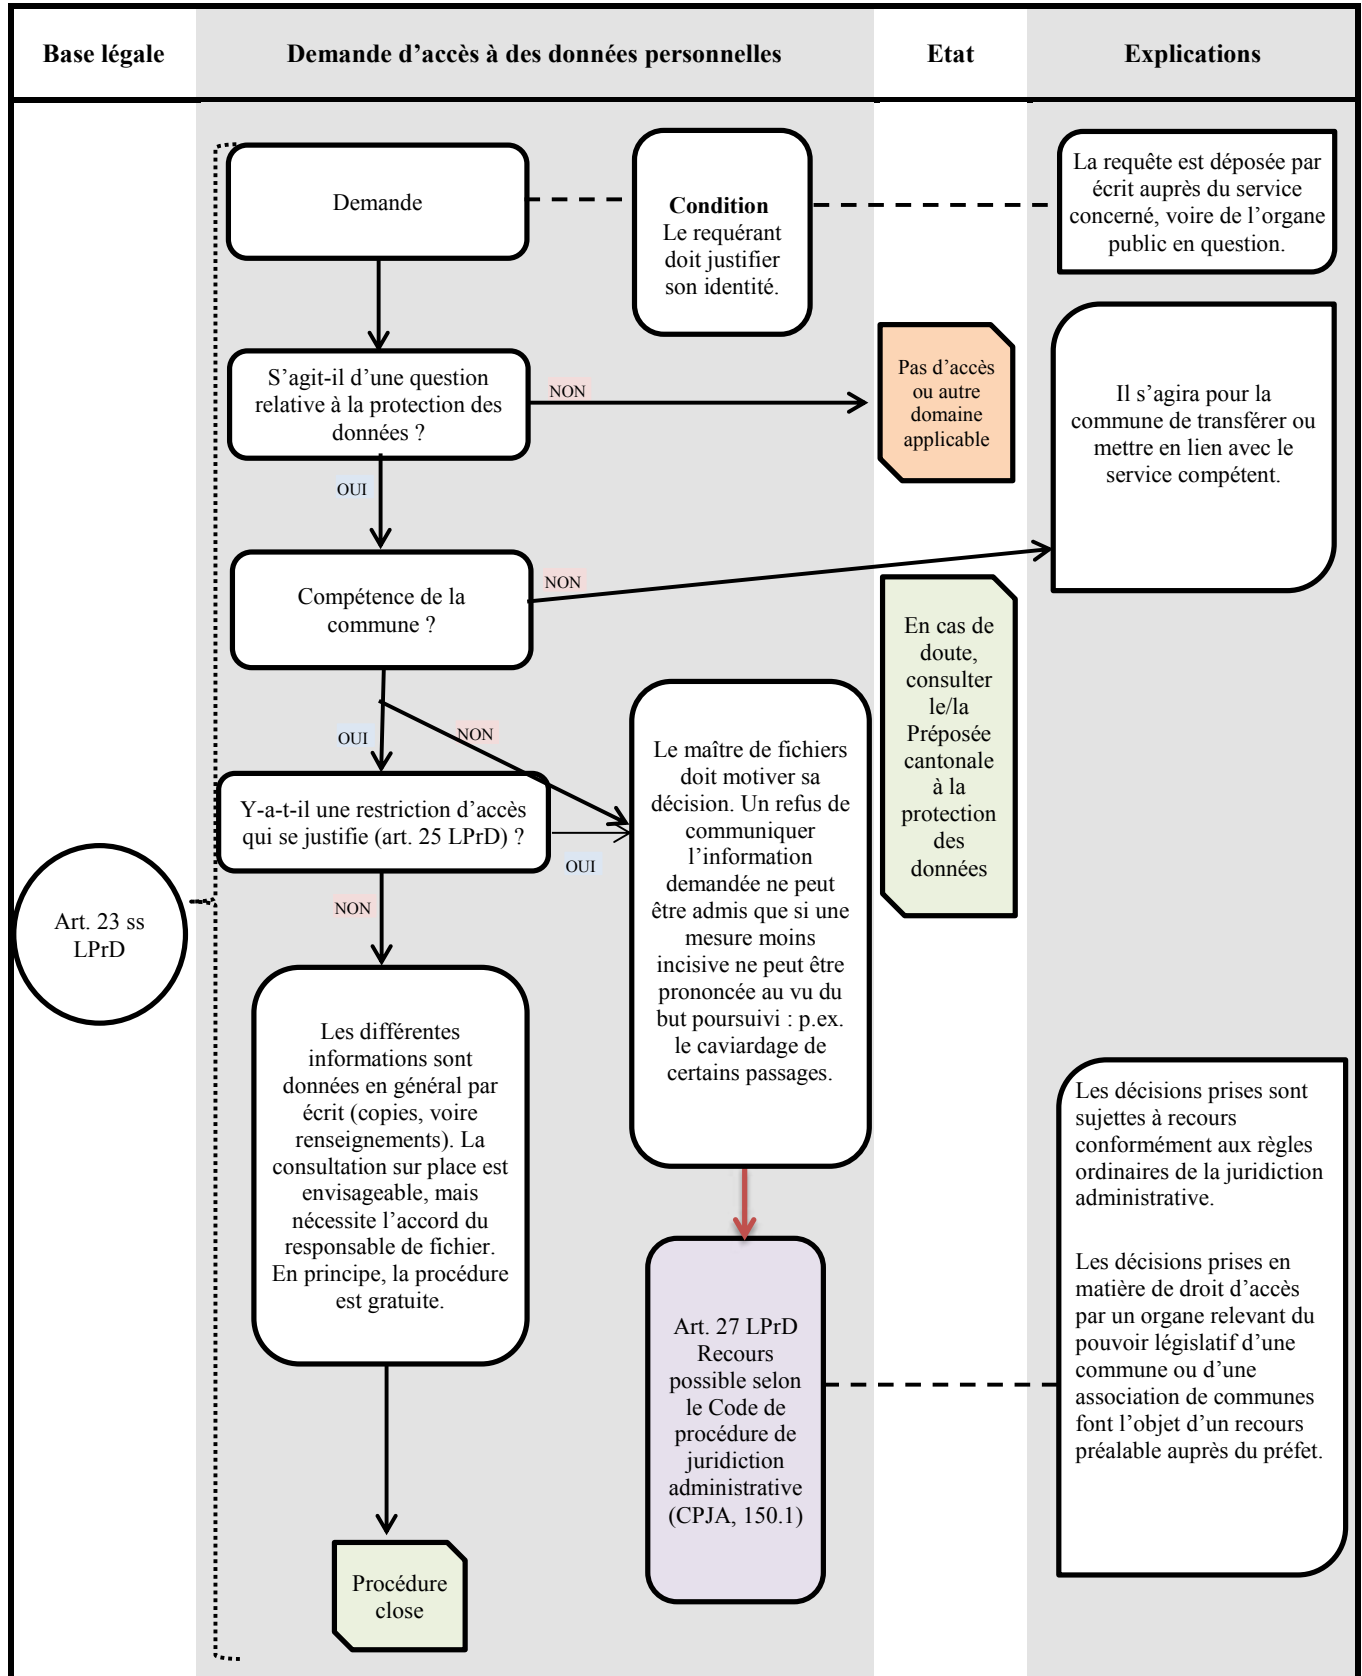 Base légale
Demande d’accès à des données personnelles
Etat
Explications
Demande
Condition
Le requérant
doit justifier
son identité.
La requête est déposée par
écrit auprès du service
concerné, voire de l’organe
public en question.
S’agit-il d’une question
relative à la protection des
données ?
NON
Pas d’accès
ou autre
domaine
applicable
Il s’agira pour la
commune de transférer ou
mettre en lien avec le
service compétent.
OUI
Compétence de la
commune ?
NON
En cas de
doute,
consulter
le/la
Préposée
cantonale
à la
protection
des
données
OUI
NON
Y-a-t-il une restriction d’accès
qui se justifie (art. 25 LPrD) ?
OUI
Le maître de fichiers
doit motiver sa
décision. Un refus de
communiquer
l’information
demandée ne peut
être admis que si une
mesure moins
incisive ne peut être
prononcée au vu du
but poursuivi : p.ex.
le caviardage de
certains passages.
NON
Art. 23 ss
LPrD
Les différentes
informations sont
données en général par
écrit (copies, voire
renseignements). La
consultation sur place est
envisageable, mais
nécessite l’accord du
responsable de fichier.
En principe, la procédure
est gratuite.
Art. 27 LPrD
Recours
possible selon
le Code de
procédure de
juridiction
administrative
(CPJA, 150.1)
Les décisions prises sont
sujettes à recours
conformément aux règles
ordinaires de la juridiction
administrative.
Les décisions prises en
matière de droit d’accès
par un organe relevant du
pouvoir législatif d’une
commune ou d’une
association de communes
font l’objet d’un recours
préalable auprès du préfet.
Procédure
close